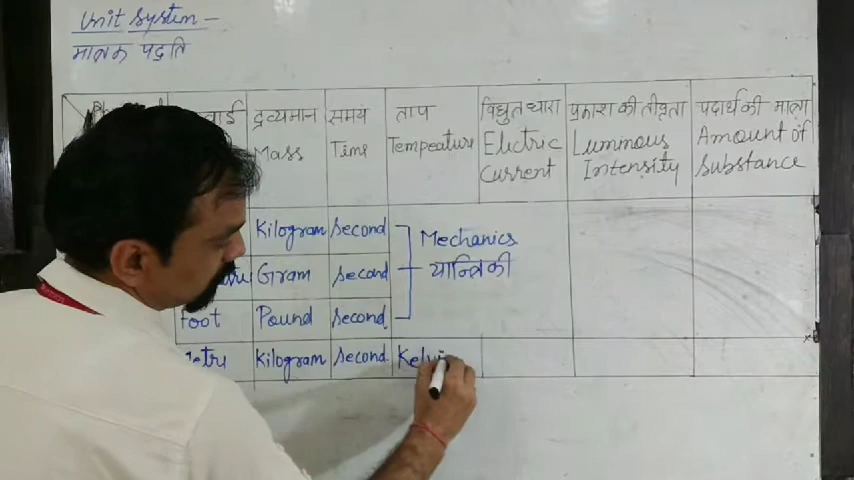 Unit System –
मात्रक पद्धति
द्रव्यमान समय ताप विद्युत धारा प्रकाश की तीव्रता पदार्थ की मात्रा
Mass Time Tempeature Electric Luminous Amount of
Current Intensity Substance
Kilogram Second Mechanics
Gram Second यान्त्रिकी
Foot Pound Second
Kilogram Second